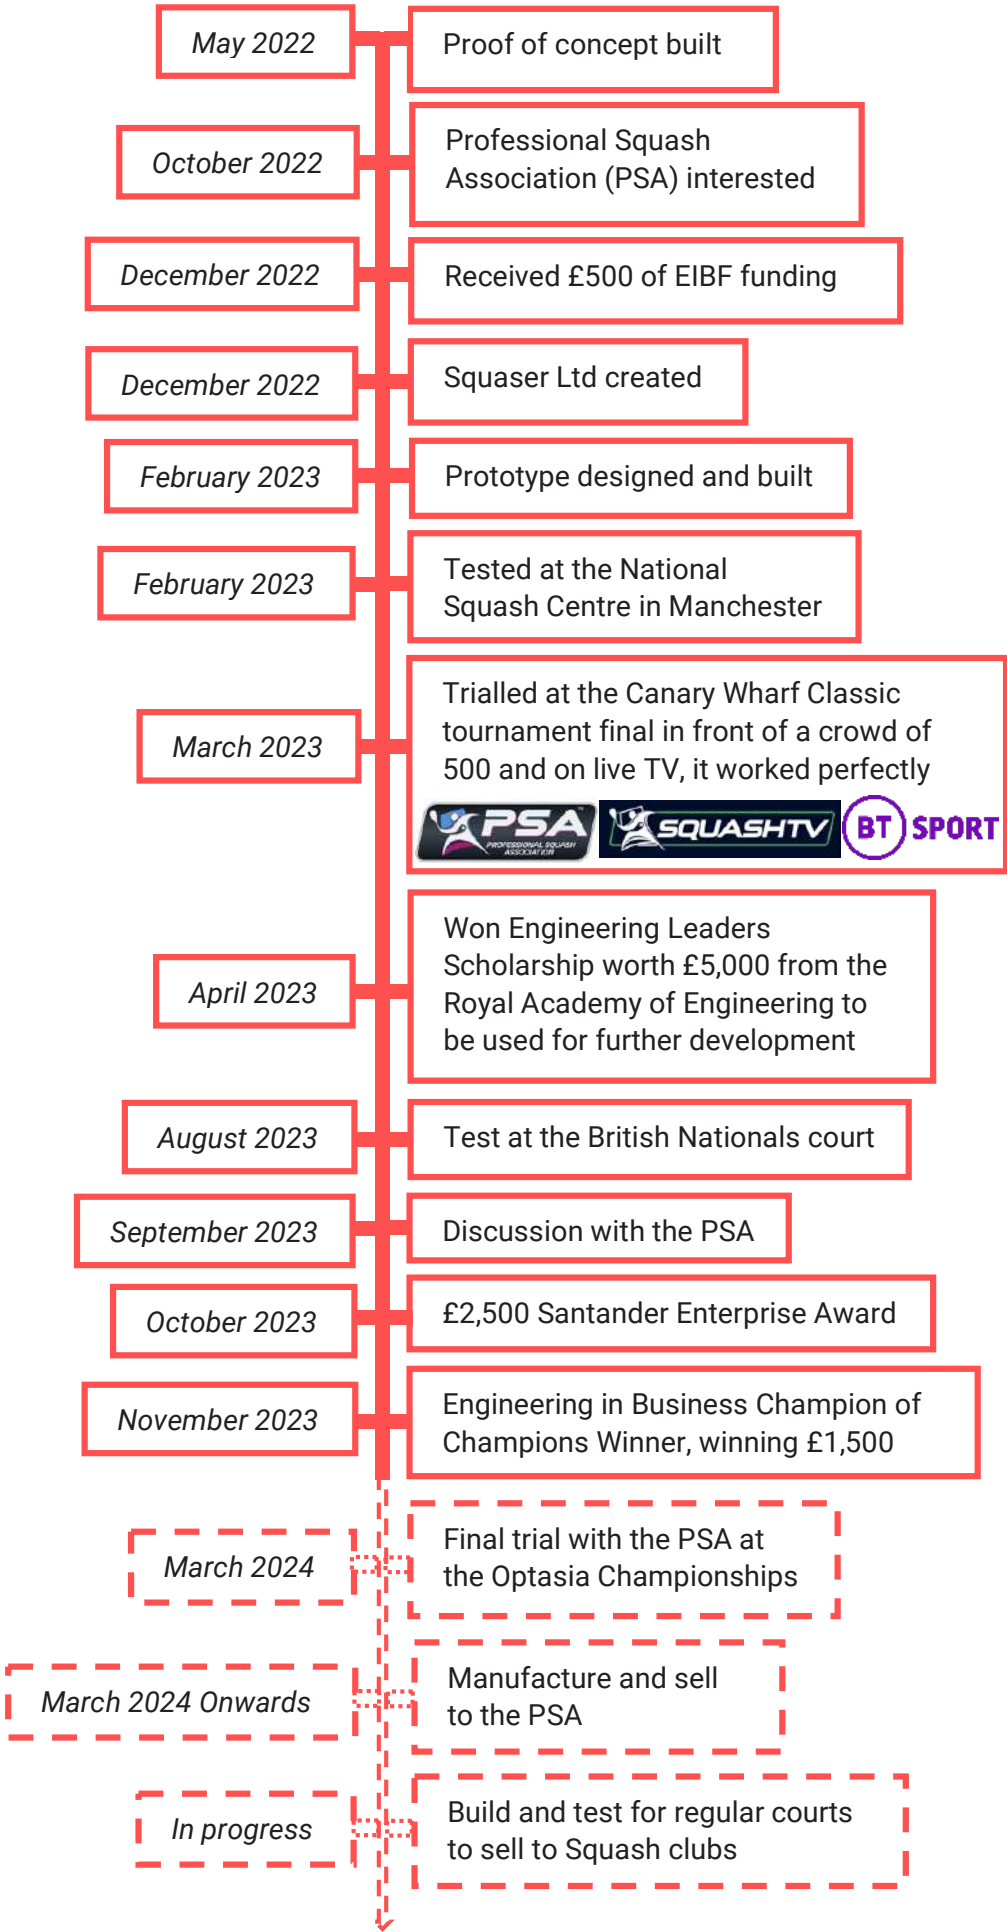 May 2022
Proof of concept built
October 2022
Professional Squash
Association (PSA) interested
December 2022
Received £500 of EIBF funding
December 2022
Squaser Ltd created
February 2023
Prototype designed and built
February 2023
Tested at the National
Squash Centre in Manchester
March 2023
Trialled at the Canary Wharf Classic
tournament final in front of a crowd of
500 and on live TV, it worked perfectly
PSA
PROFESSIONAL SQUASH
ASSOCIATION
SQUASHTV
BT SPORT
April 2023
Won Engineering Leaders
Scholarship worth £5,000 from the
Royal Academy of Engineering to
be used for further development
August 2023
Test at the British Nationals court
September 2023
Discussion with the PSA
October 2023
£2,500 Santander Enterprise Award
November 2023
Engineering in Business Champion of
Champions Winner, winning £1,500
March 2024
Final trial with the PSA at
the Optasia Championships
March 2024 Onwards
Manufacture and sell
to the PSA
In progress
Build and test for regular courts
to sell to Squash clubs